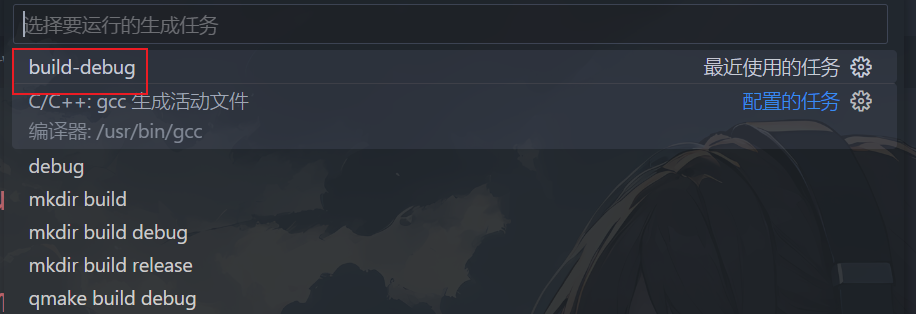 选择要运行的生成任务
build-debug 最近使用的任务
C/C++: gcc 生成活动文件 配置的任务
编译器: /usr/bin/gcc
debug
mkdir build
mkdir build debug
mkdir build release
qmake build debug